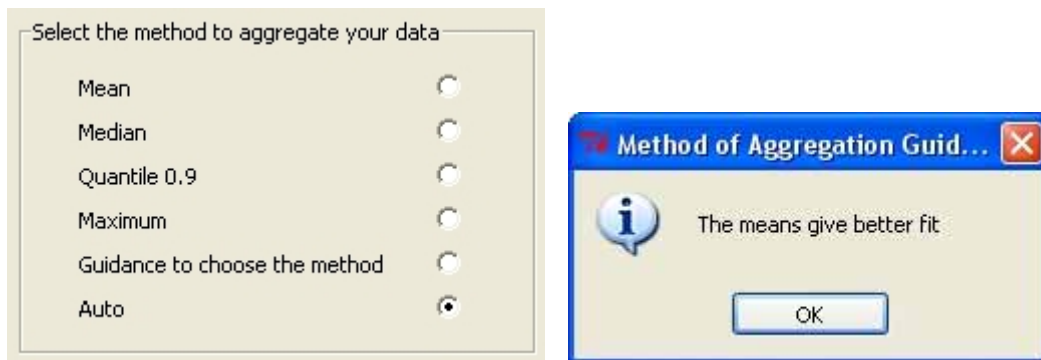 Select the method to aggregate your data
Mean
Median
Quantile 0.9
Maximum
Guidance to choose the method
Auto
Method of Aggregation Guid...
The means give better fit
OK